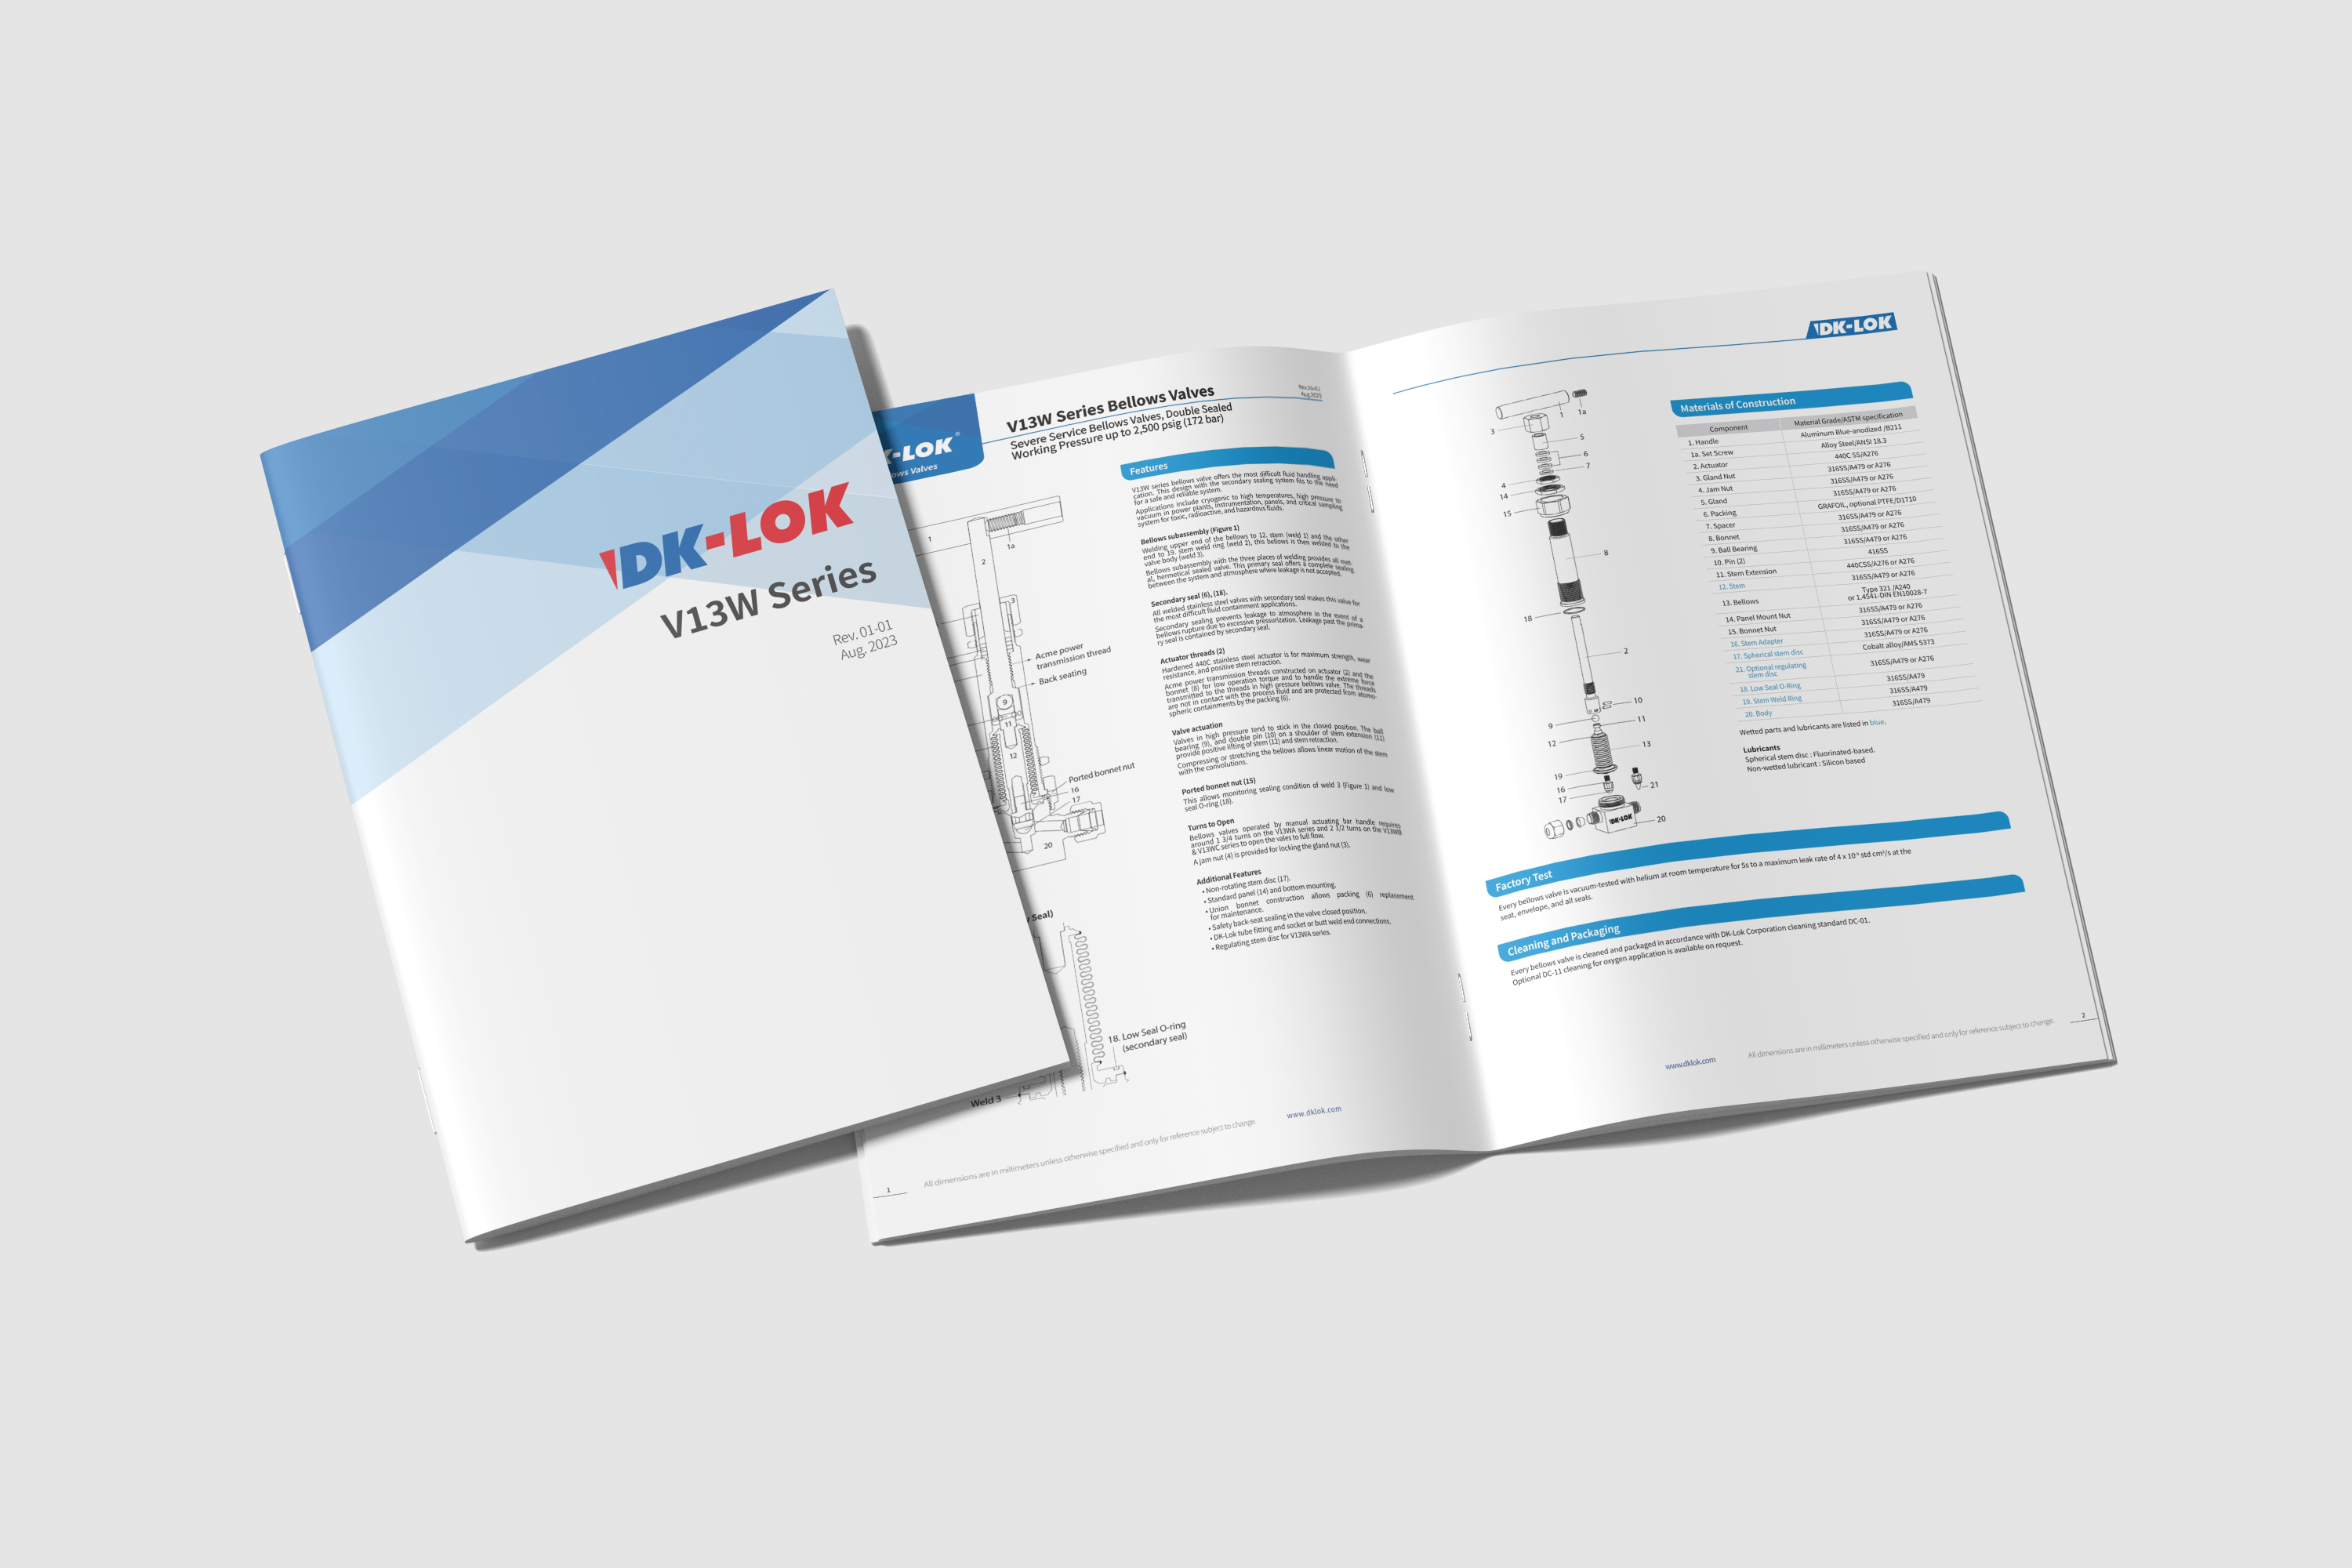 DK-LOK
V13W Series
Rev. 01-01
Aug. 2023
K-LOK®
ows Valves
V13W Series Bellows Valves
Severe Service Bellows Valves, Double Sealed
Working Pressure up to 2,500 psig (172 bar)
Aug.2023
1
1a
2
3
Acme power
transmission thread
Back seating
9
11
12
Ported bonnet nut
16
17
20
Seal)
18. Low Seal O-ring
(secondary seal)
Weld 3
Features
V13W series bellows valve offers the most difficult fluid handling appli-
cation. This design with the secondary sealing system fits to the need
for a safe and reliable system.
Applications include cryogenic to high temperatures, high pressure to
vacuum in power plants, instrumentation, panels, and critical sampling
system for toxic, radioactive, and hazardous fluids.
Bellows subassembly (Figure 1)
Welding upper end of the bellows to 12. stem (weld 1) and the other
end to 19. stem weld ring (weld 2), this bellows is then welded to the
valve body (weld 3).
Bellows subassembly with the three places of welding provides all met-
al, hermetical sealed valve. This primary seal offers a complete sealing
between the system and atmosphere where leakage is not accepted.
Secondary seal (6), (18).
All welded stainless steel valves with secondary seal makes this valve for
the most difficult fluid containment applications.
Secondary sealing prevents leakage to atmosphere in the event of a
bellows rupture due to excessive pressurization. Leakage past the prima-
ry seal is contained by secondary seal.
Actuator threads (2)
Hardened 440C stainless steel actuator is for maximum strength, wear
resistance, and positive stem retraction.
Acme power transmission threads constructed on actuator (2) and the
bonnet (8) for low operation torque and to handle the extreme force
transmitted to the threads in high pressure bellows valve. The threads
are not in contact with the process fluid and are protected from atmo-
spheric containments by the packing (6).
Valve actuation
Valves in high pressure tend to stick in the closed position. The ball
bearing (9), and double pin (10) on a shoulder of stem extension (11)
provide positive lifting of stem (12) and stem retraction.
Compressing or stretching the bellows allows linear motion of the stem
with the convolutions.
Ported bonnet nut (15)
This allows monitoring sealing condition of weld 3 (Figure 1) and low
seal O-ring (18).
Turns to Open
Bellows valves operated by manual actuating bar handle requires
around 1 3/4 turns on the V13WA series and 2 1/2 turns on the V13WB
& V13WC series to open the vales to full flow.
A jam nut (4) is provided for locking the gland nut (3).
Additional Features
• Non-rotating stem disc (17).
• Standard panel (14) and bottom mounting,
• Union bonnet construction allows packing (6) replacement
for maintenance.
• Safety back-seat sealing in the valve closed position.
• DK-Lok tube fitting and socket or butt weld end connections.
• Regulating stem disc for V13WA series.
1
All dimensions are in millimeters unless otherwise specified and only for reference subject to change.
www.dklok.com
DK-LOK
1
1a
3
5
6
7
4
14
15
8
18
2
10
9
11
12
13
19
16
17
21
20
DK-LOK
Materials of Construction
Component Material Grade/ASTM specification
1. Handle Aluminum Blue-anodized /B211
1a. Set Screw Alloy Steel/ANSI 18.3
2. Actuator 440C SS/A276
3. Gland Nut 316SS/A479 or A276
4. Jam Nut 316SS/A479 or A276
5. Gland 316SS/A479 or A276
6. Packing GRAFOIL, optional PTFE/D1710
7. Spacer 316SS/A479 or A276
8. Bonnet 316SS/A479 or A276
9. Ball Bearing 316SS/A479 or A276
10. Pin (2) 416SS
11. Stem Extension 440CSS/A276 or A276
12. Stem 316SS/A479 or A276
13. Bellows Type 321 /A240
or 1.4541-DIN EN10028-7
14. Panel Mount Nut 316SS/A479 or A276
15. Bonnet Nut 316SS/A479 or A276
16. Stem Adapter 316SS/A479 or A276
17. Spherical stem disc Cobalt alloy/AMS 5373
21. Optional regulating
stem disc 316SS/A479 or A276
18. Low Seal O-Ring 316SS/A479
19. Stem Weld Ring 316SS/A479
20. Body 316SS/A479
Wetted parts and lubricants are listed in blue.
Lubricants
Spherical stem disc : Fluorinated-based.
Non-wetted lubricant : Silicon based
Factory Test
Every bellows valve is vacuum-tested with helium at room temperature for 5s to a maximum leak rate of 4 x 10⁻⁹ std cm³/s at the
seat, envelope, and all seals.
Cleaning and Packaging
Every bellows valve is cleaned and packaged in accordance with DK-Lok Corporation cleaning standard DC-01.
Optional DC-11 cleaning for oxygen application is available on request.
www.dklok.com
All dimensions are in millimeters unless otherwise specified and only for reference subject to change.
2